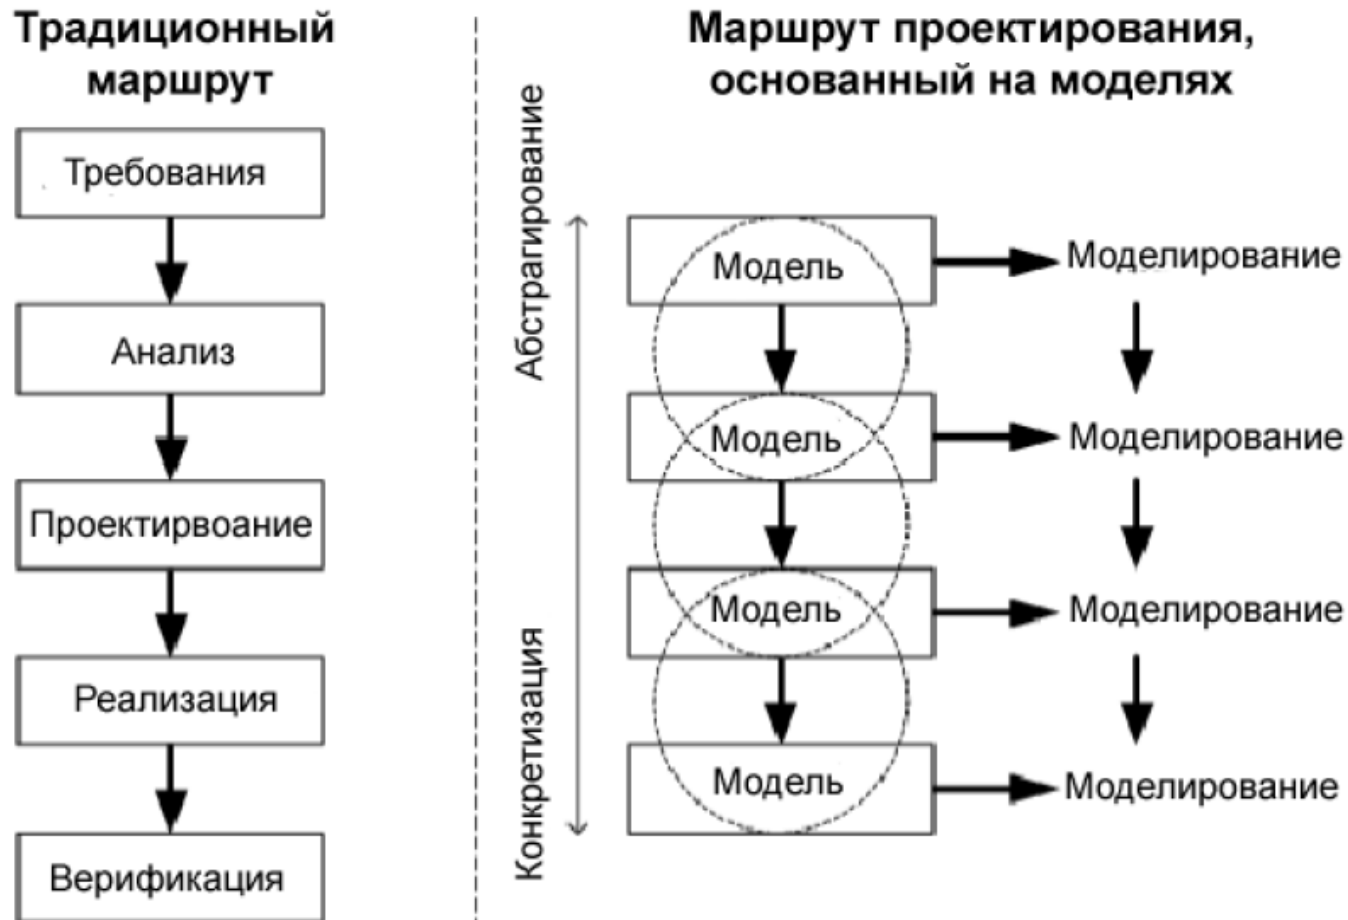 Традиционный
маршрут
Требования
Анализ
Проектирвоание
Реализация
Верификация
Маршрут проектирования,
основанный на моделях
Абстрагирование
Конкретизация
Модель
Моделирование
Модель
Моделирование
Модель
Моделирование
Модель
Моделирование